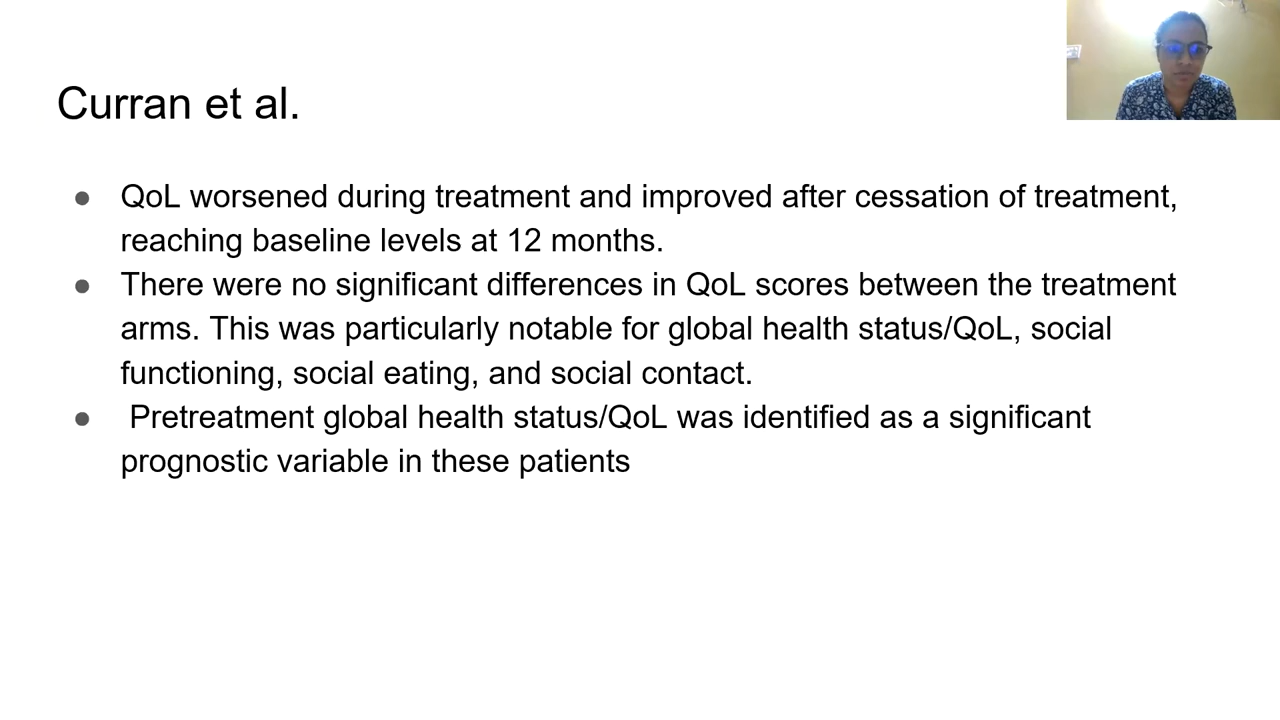 Curran et al.
● QoL worsened during treatment and improved after cessation of treatment,
reaching baseline levels at 12 months.
● There were no significant differences in QoL scores between the treatment
arms. This was particularly notable for global health status/QoL, social
functioning, social eating, and social contact.
● Pretreatment global health status/QoL was identified as a significant
prognostic variable in these patients